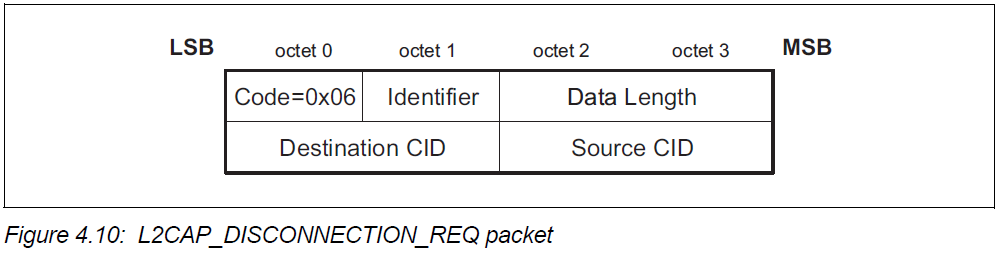 LSB octet 0 octet 1 octet 2 octet 3 MSB
Code=0x06 Identifier Data Length
Destination CID Source CID
Figure 4.10: L2CAP_DISCONNECTION_REQ packet